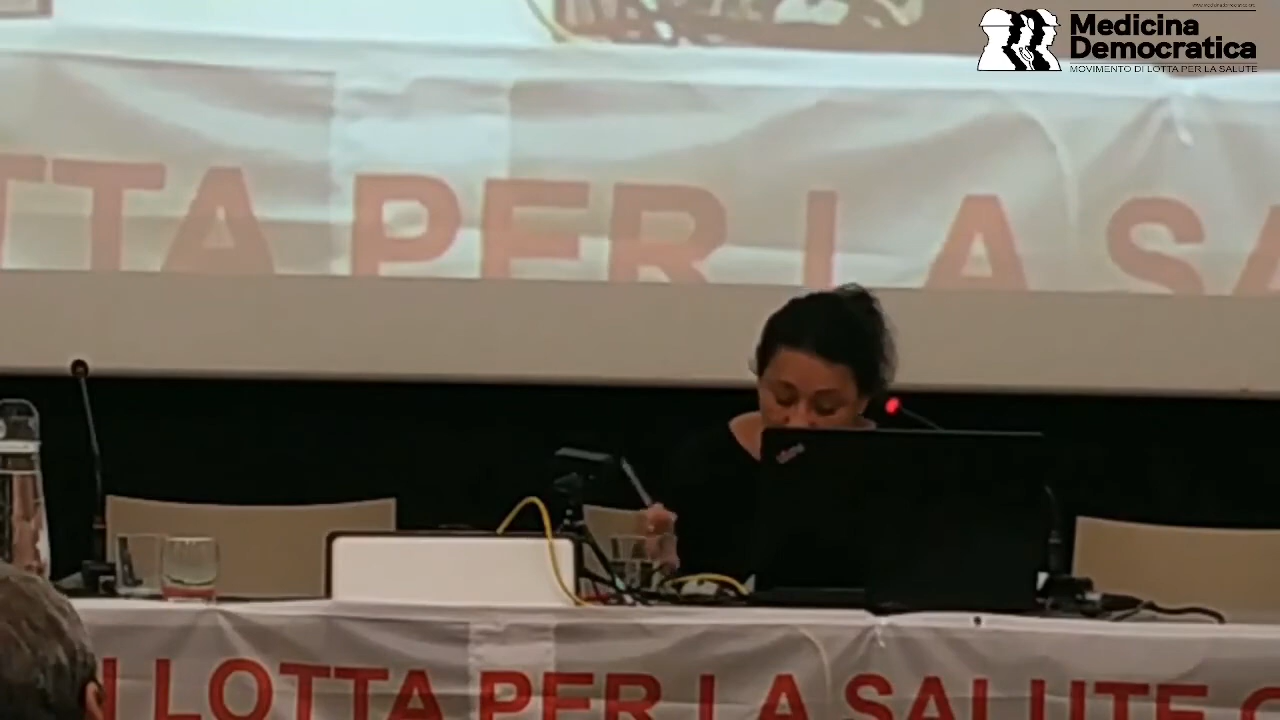 Medicina
Democratica
MOVIMENTO DI LOTTA PER LA SALUTE
TTA PER LA SA
I LOTTA PER LA SALUTE